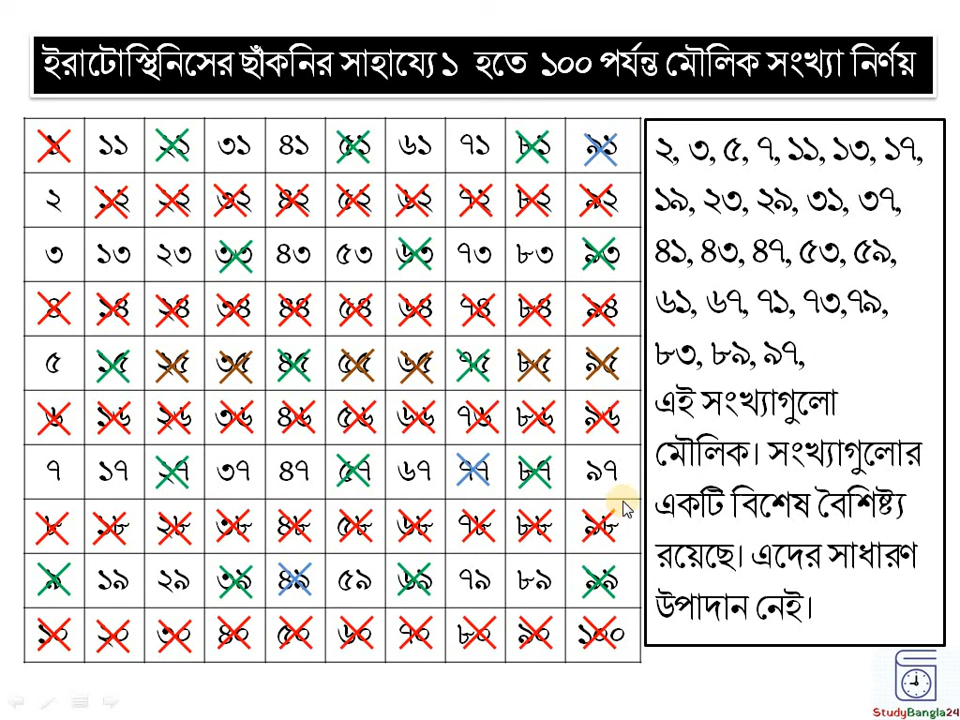 ইরাটোস্থিনিসের ছাঁকনির সাহায্যে ১ হতে ১০০ পর্যন্ত মৌলিক সংখ্যা নির্ণয়
১ ১১ ২১ ৩১ ৪১ ৫১ ৬১ ৭১ ৮১ ৯১
২ ১২ ২২ ৩২ ৪২ ৫২ ৬২ ৭২ ৮২ ৯২
৩ ১৩ ২৩ ৩৩ ৪৩ ৫৩ ৬৩ ৭৩ ৮৩ ৯৩
৪ ১৪ ২৪ ৩৪ ৪৪ ৫৪ ৬৪ ৭৪ ৮৪ ৯৪
৫ ১৫ ২৫ ৩৫ ৪৫ ৫৫ ৬৫ ৭৫ ৮৫ ৯৫
৬ ১৬ ২৬ ৩৬ ৪৬ ৫৬ ৬৬ ৭৬ ৮৬ ৯৬
৭ ১৭ ২৭ ৩৭ ৪৭ ৫৭ ৬৭ ৭৭ ৮৭ ৯৭
৮ ১৮ ২৮ ৩৮ ৪৮ ৫৮ ৬৮ ৭৮ ৮৮ ৯৮
৯ ১৯ ২৯ ৩৯ ৪৯ ৫৯ ৬৯ ৭৯ ৮৯ ৯৯
১০ ২০ ৩০ ৪০ ৫০ ৬০ ৭০ ৮০ ৯০ ১০০
২, ৩, ৫, ৭, ১১, ১৩, ১৭,
১৯, ২৩, ২৯, ৩১, ৩৭,
৪১, ৪৩, ৪৭, ৫৩, ৫৯,
৬১, ৬৭, ৭১, ৭৩,৭৯,
৮৩, ৮৯, ৯৭,
এই সংখ্যাগুলো
মৌলিক। সংখ্যাগুলোর
একটি বিশেষ বৈশিষ্ট্য
রয়েছে। এদের সাধারণ
উপাদান নেই।
StudyBangla24